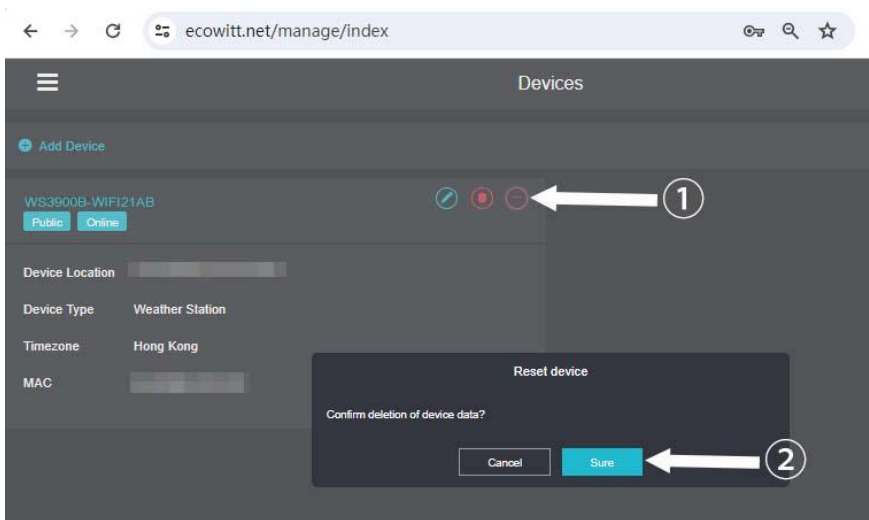 ecowitt.net/manage/index
Devices
Add Device
WS3900B-WIFI21AB
Public Online
1
Device Location
Device Type Weather Station
Timezone Hong Kong
MAC
Reset device
Confirm deletion of device data?
Cancel Sure
2